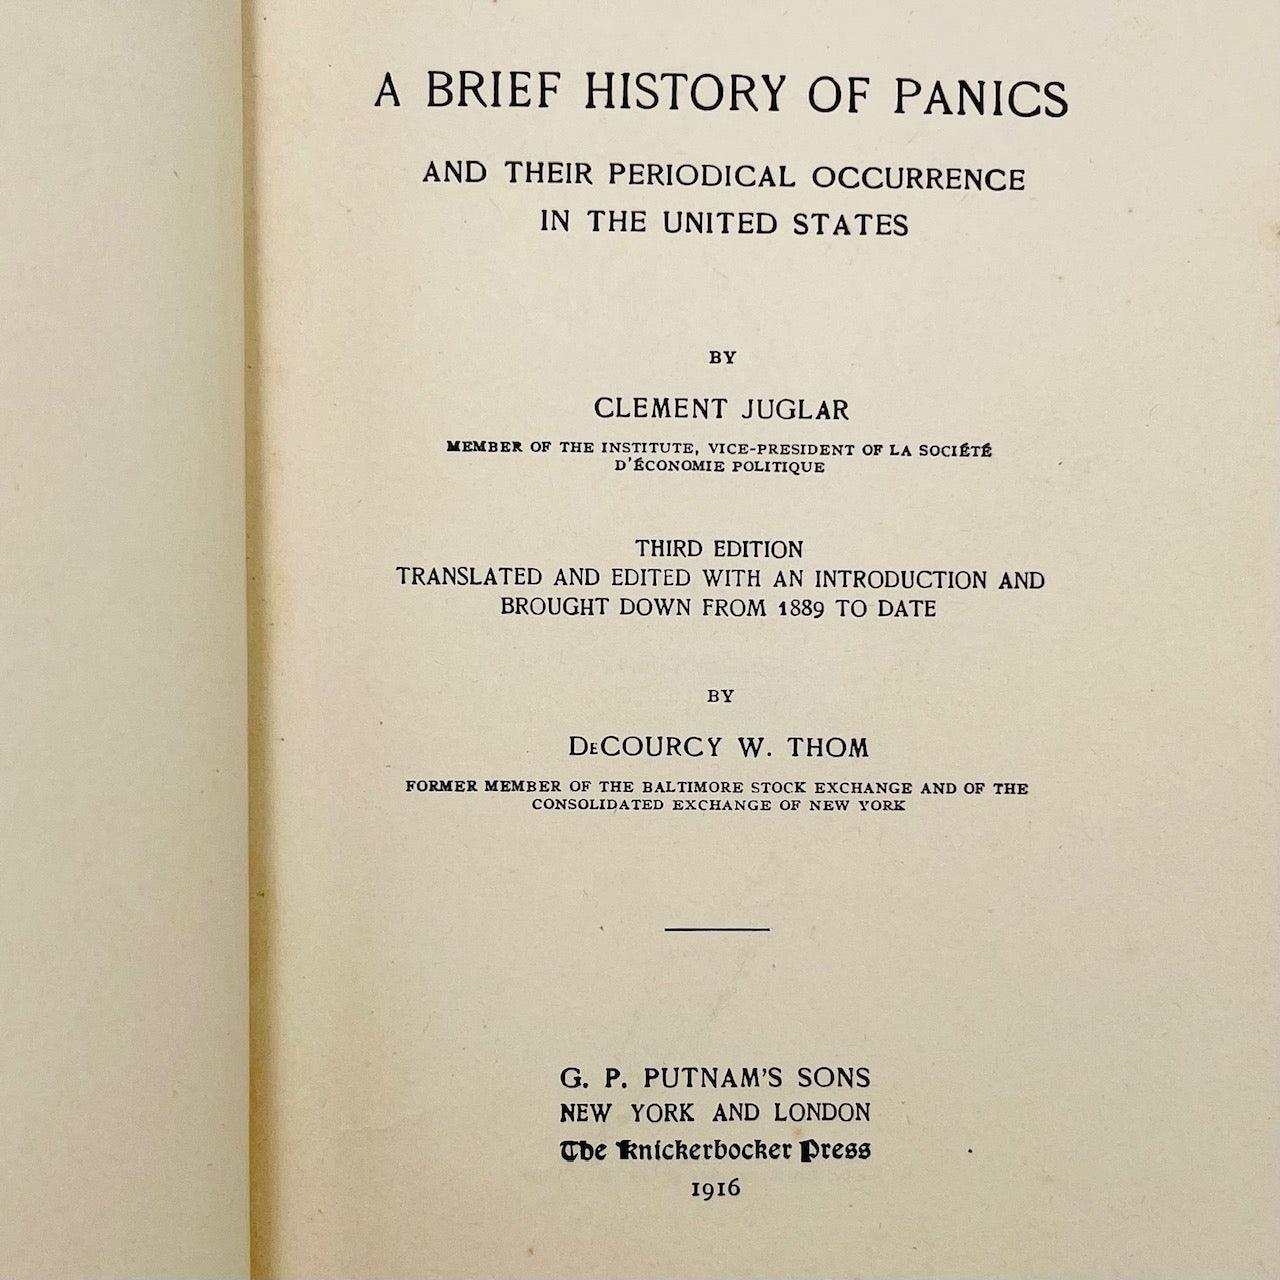 A BRIEF HISTORY OF PANICS
AND THEIR PERIODICAL OCCURRENCE
IN THE UNITED STATES
BY
CLEMENT JUGLAR
MEMBER OF THE INSTITUTE, VICE-PRESIDENT OF LA SOCIÉTÉ
D'ÉCONOMIE POLITIQUE
THIRD EDITION
TRANSLATED AND EDITED WITH AN INTRODUCTION AND
BROUGHT DOWN FROM 1889 TO DATE
BY
DeCOURCY W. THOM
FORMER MEMBER OF THE BALTIMORE STOCK EXCHANGE AND OF THE
CONSOLIDATED EXCHANGE OF NEW YORK
G. P. PUTNAM'S SONS
NEW YORK AND LONDON
The Knickerbocker Press
1916